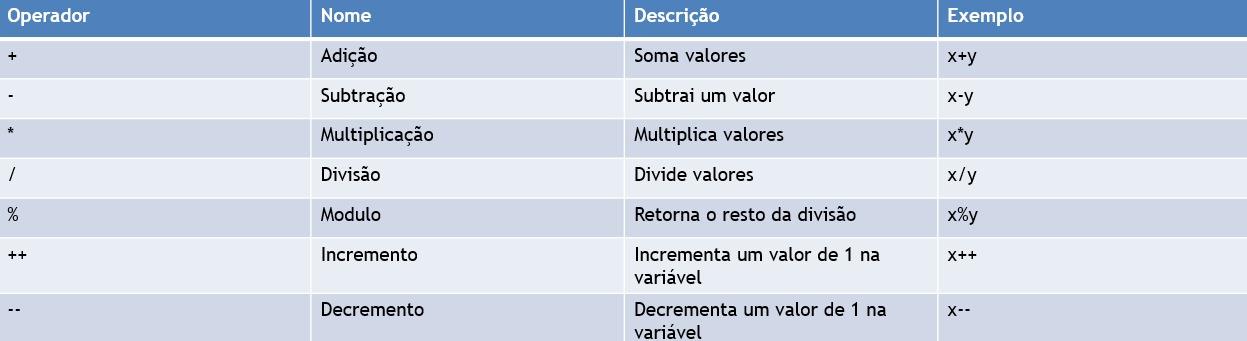 Operador Nome Descrição Exemplo
+ Adição Soma valores x+y
- Subtração Subtrai um valor x-y
* Multiplicação Multiplica valores x*y
/ Divisão Divide valores x/y
% Modulo Retorna o resto da divisão x%y
++ Incremento Incrementa um valor de 1 na x++
variável
-- Decremento Decrementa um valor de 1 na x--
variável